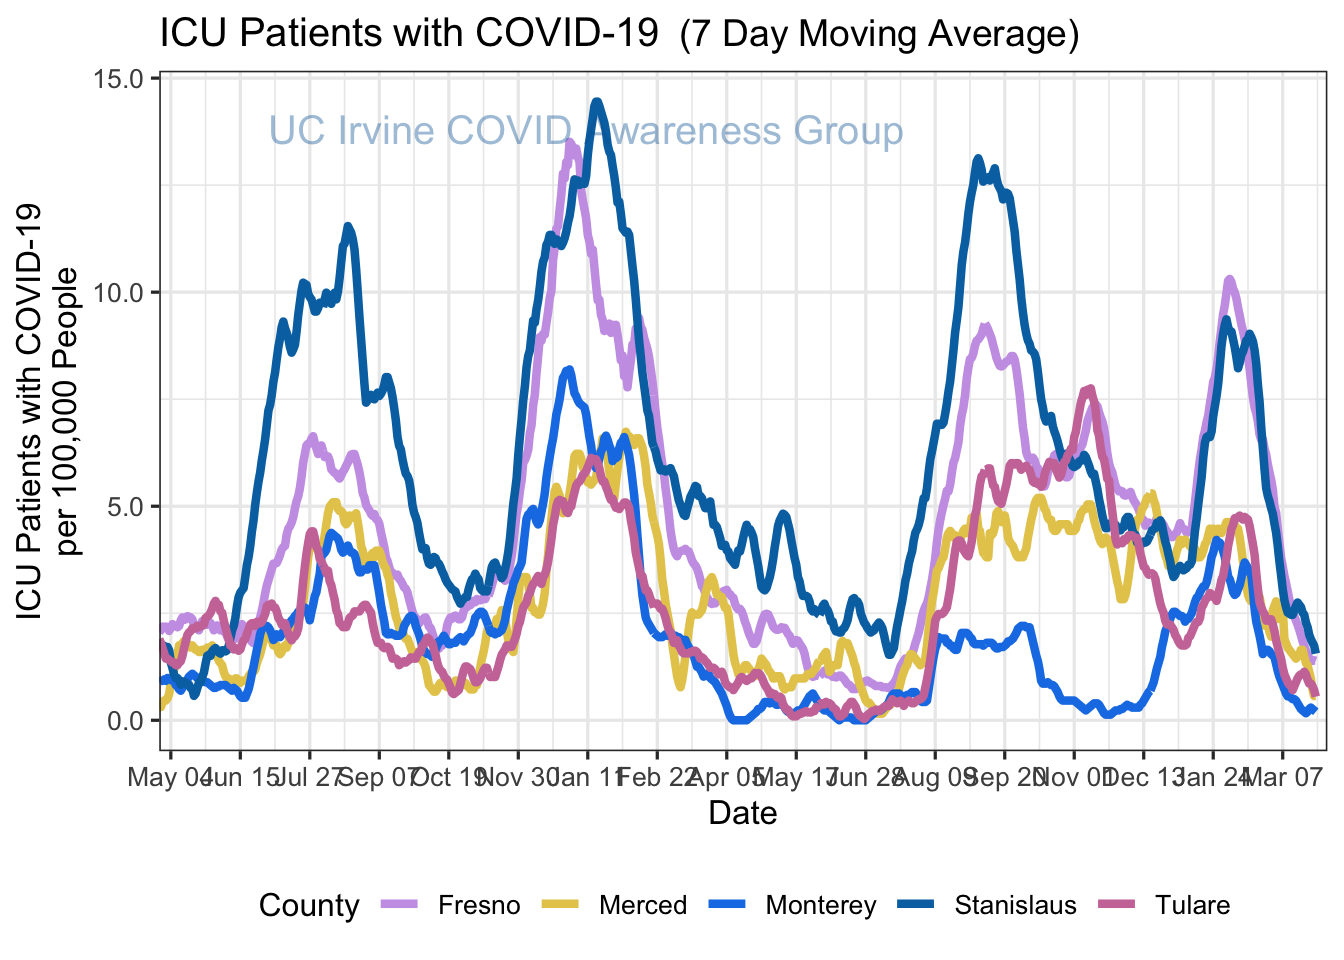 ICU Patients with COVID-19 (7 Day Moving Average)
15.0
UC Irvine COVID Awareness Group
10.0
ICU Patients with COVID-19
per 100,000 People
5.0
0.0
May 04 Jun 15 Jul 27 Sep 07 Oct 19 Nov 30 Jan 11 Feb 22 Apr 05 May 17 Jun 28 Aug 09 Sep 20 Nov 01 Dec 13 Jan 24 Mar 07
Date
County Fresno Merced Monterey Stanislaus Tulare